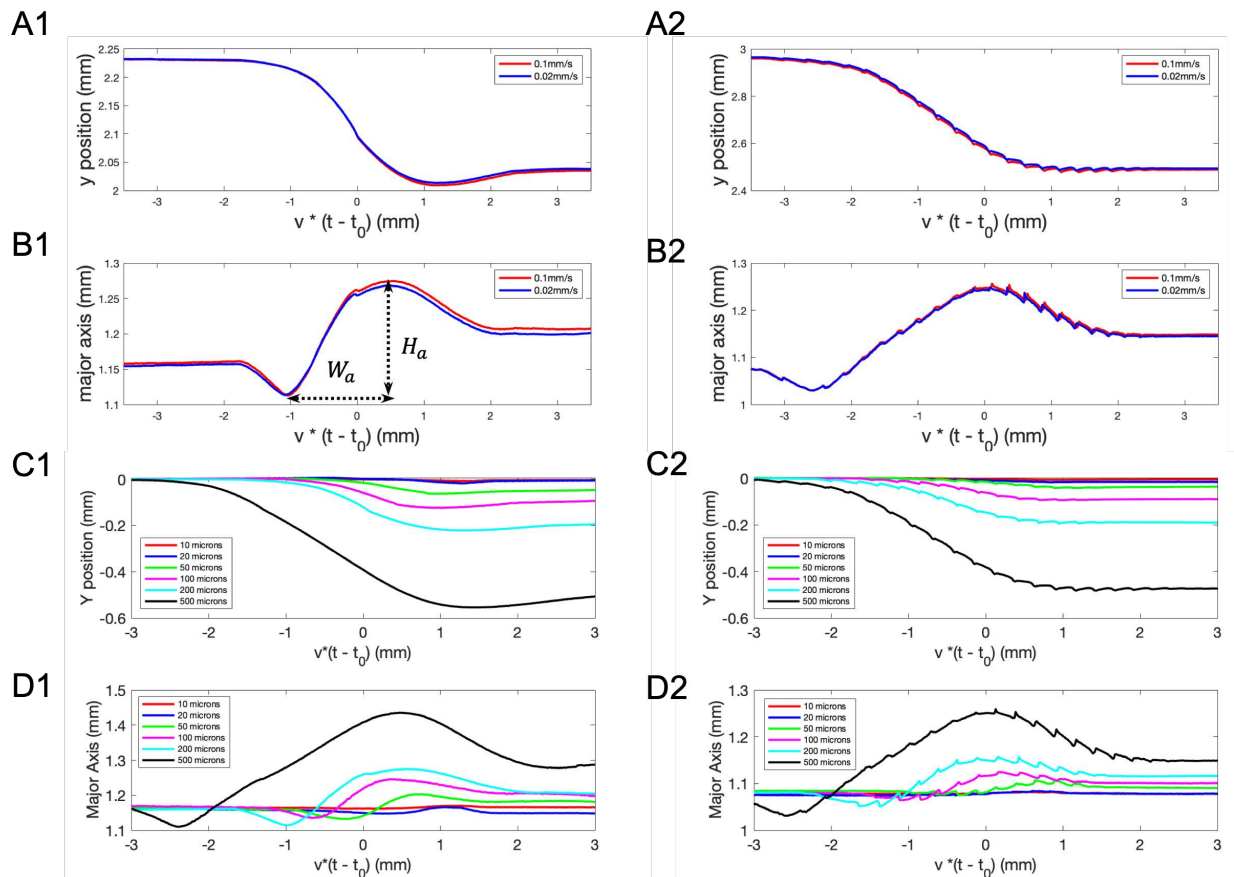 A1
A2
2.25
2.2
2.15
2.1
2.05
2
y position (mm)
0.1mm/s
0.02mm/s
-3 -2 -1 0 1 2 3
v * (t - t0) (mm)
3
2.8
2.6
2.4
y position (mm)
0.1mm/s
0.02mm/s
-3 -2 -1 0 1 2 3
v * (t - t0) (mm)
B1
B2
1.3
1.25
1.2
1.15
1.1
major axis (mm)
0.1mm/s
0.02mm/s
Wa
Ha
-3 -2 -1 0 1 2 3
v * (t - t0) (mm)
1.3
1.2
1.1
1
major axis (mm)
0.1mm/s
0.02mm/s
-3 -2 -1 0 1 2 3
v * (t - t0) (mm)
C1
C2
0
-0.2
-0.4
-0.6
Y position (mm)
10 microns
20 microns
50 microns
100 microns
200 microns
500 microns
-3 -2 -1 0 1 2 3
v*(t - t0) (mm)
0
-0.2
-0.4
-0.6
Y position (mm)
10 microns
20 microns
50 microns
100 microns
200 microns
500 microns
-3 -2 -1 0 1 2 3
v*(t - t0) (mm)
D1
D2
1.5
1.4
1.3
1.2
1.1
Major Axis (mm)
10 microns
20 microns
50 microns
100 microns
200 microns
500 microns
-3 -2 -1 0 1 2 3
v*(t - t0) (mm)
1.3
1.2
1.1
1
Major Axis (mm)
10 microns
20 microns
50 microns
100 microns
200 microns
500 microns
-3 -2 -1 0 1 2 3
v*(t - t0) (mm)